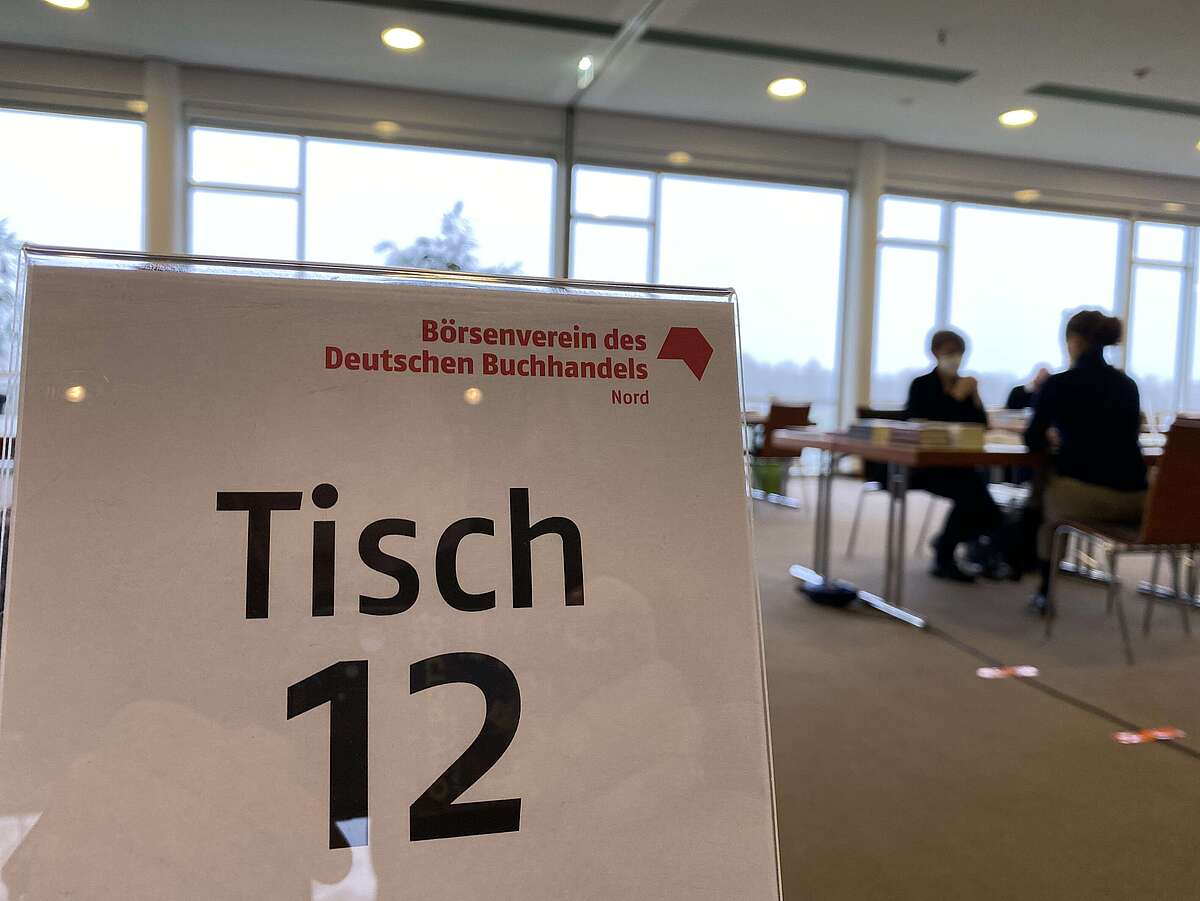 Börsenverein des
Deutschen Buchhandels
Nord
Tisch
12